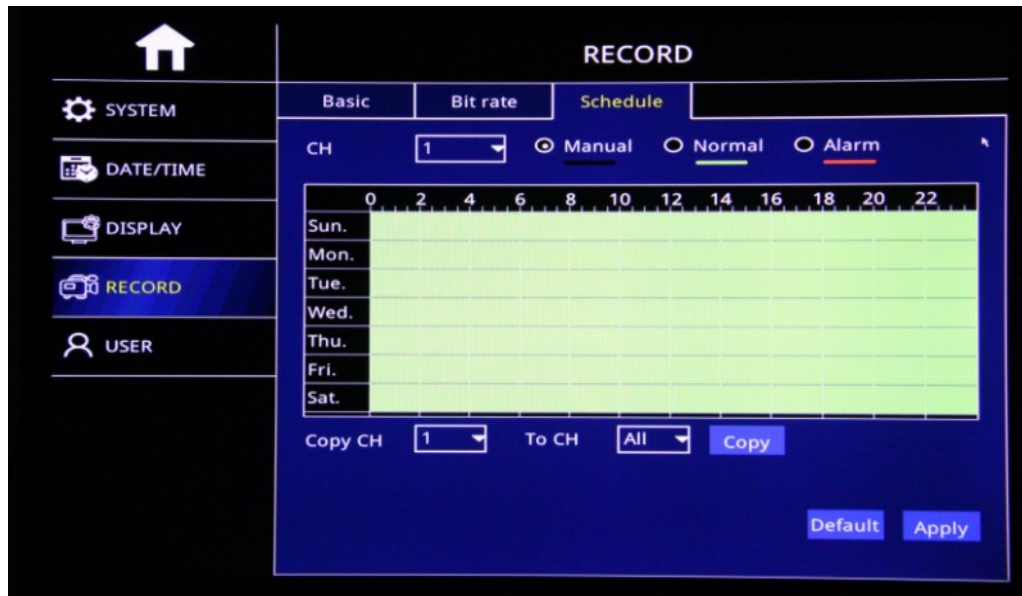 RECORD
SYSTEM
DATE/TIME
DISPLAY
RECORD
USER
Basic Bit rate Schedule
CH 1 Manual Normal Alarm
0 2 4 6 8 10 12 14 16 18 20 22
Sun.
Mon.
Tue.
Wed.
Thu.
Fri.
Sat.
Copy CH 1 To CH All Copy
Default Apply